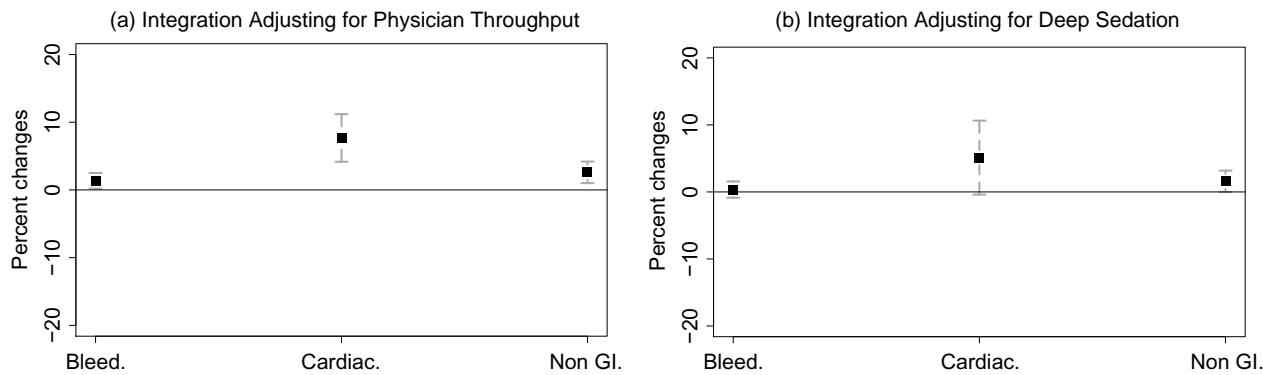 (a) Integration Adjusting for Physician Throughput
Percent changes
20
10
0
−10
−20
Bleed.
Cardiac.
Non GI.
(b) Integration Adjusting for Deep Sedation
Percent changes
20
10
0
−10
−20
Bleed.
Cardiac.
Non GI.